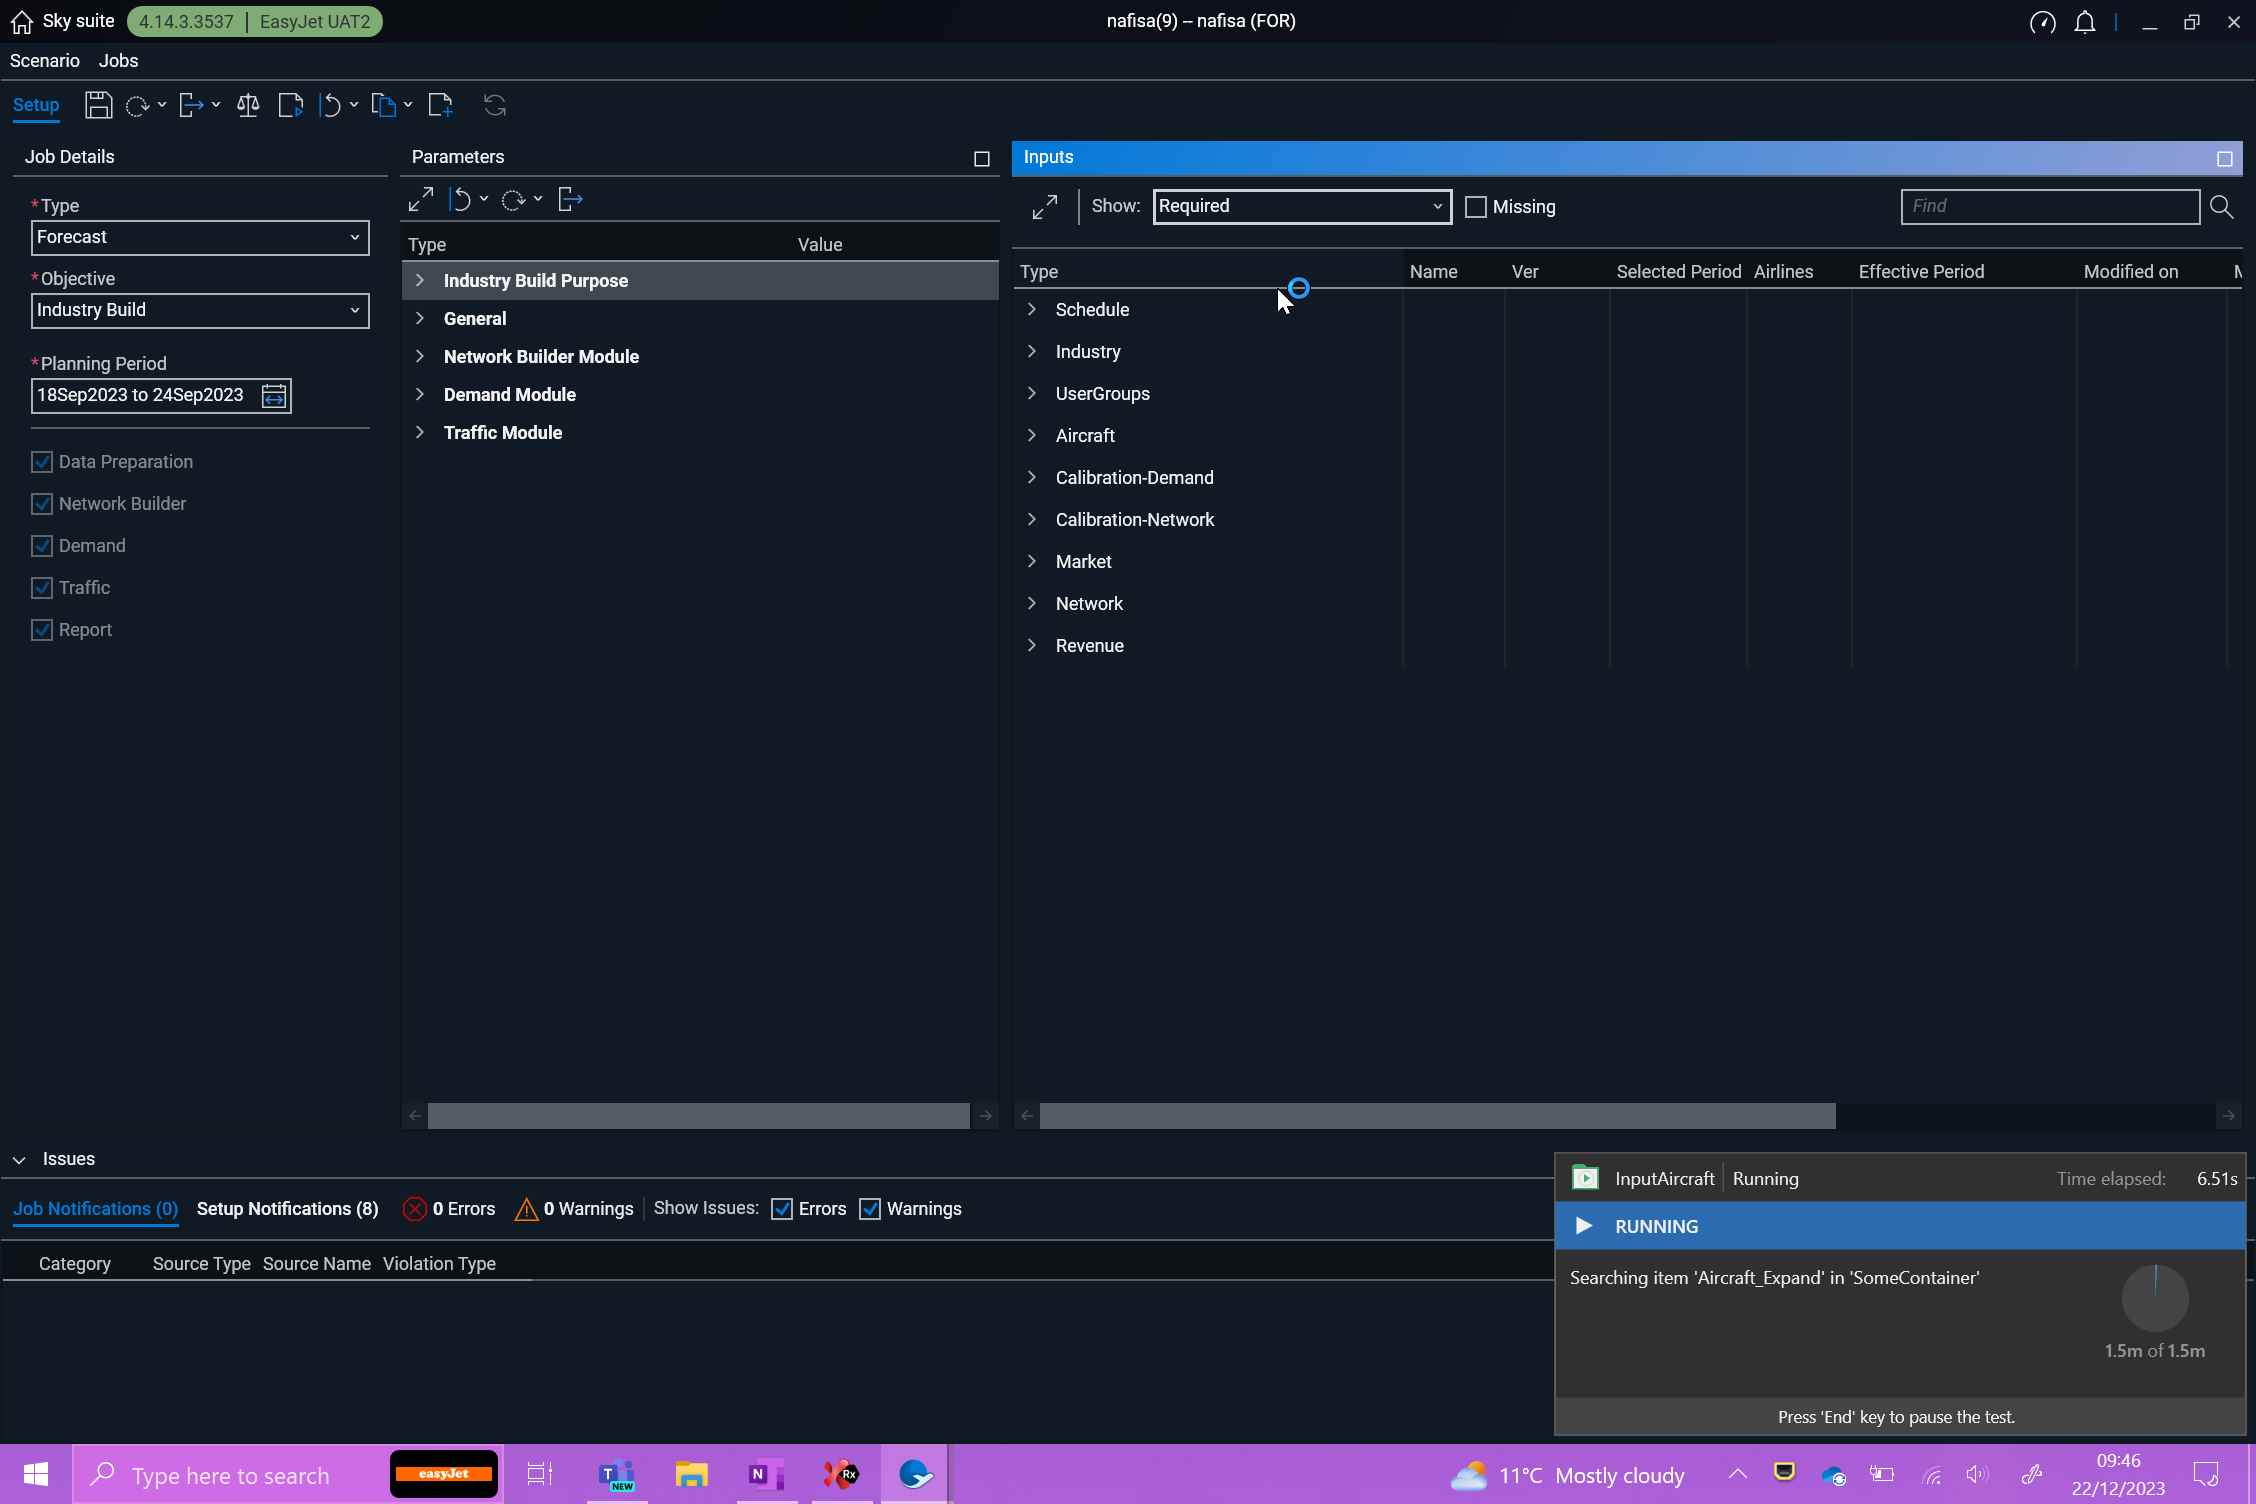 Sky suite 4.14.3.3537 | EasyJet UAT2 nafisa(9) – nafisa (FOR)
Scenario Jobs
Setup
Job Details
*Type
Forecast
*Objective
Industry Build
*Planning Period
18Sep2023 to 24Sep2023
Data Preparation
Network Builder
Demand
Traffic
Report
Parameters
Type Value
Industry Build Purpose
General
Network Builder Module
Demand Module
Traffic Module
Inputs
Show: Required Missing Find
Type Name Ver Selected Period Airlines Effective Period Modified on
Schedule
Industry
UserGroups
Aircraft
Calibration-Demand
Calibration-Network
Market
Network
Revenue
Issues
Job Notifications (0) Setup Notifications (8) 0 Errors 0 Warnings Show Issues: Errors Warnings
Category Source Type Source Name Violation Type
InputAircraft Running Time elapsed: 6.51s
RUNNING
Searching item 'Aircraft_Expand' in 'SomeContainer'
1.5m of 1.5m
Press 'End' key to pause the test.
Type here to search easyJet T NEW N Rx 11°C Mostly cloudy 09:46
22/12/2023